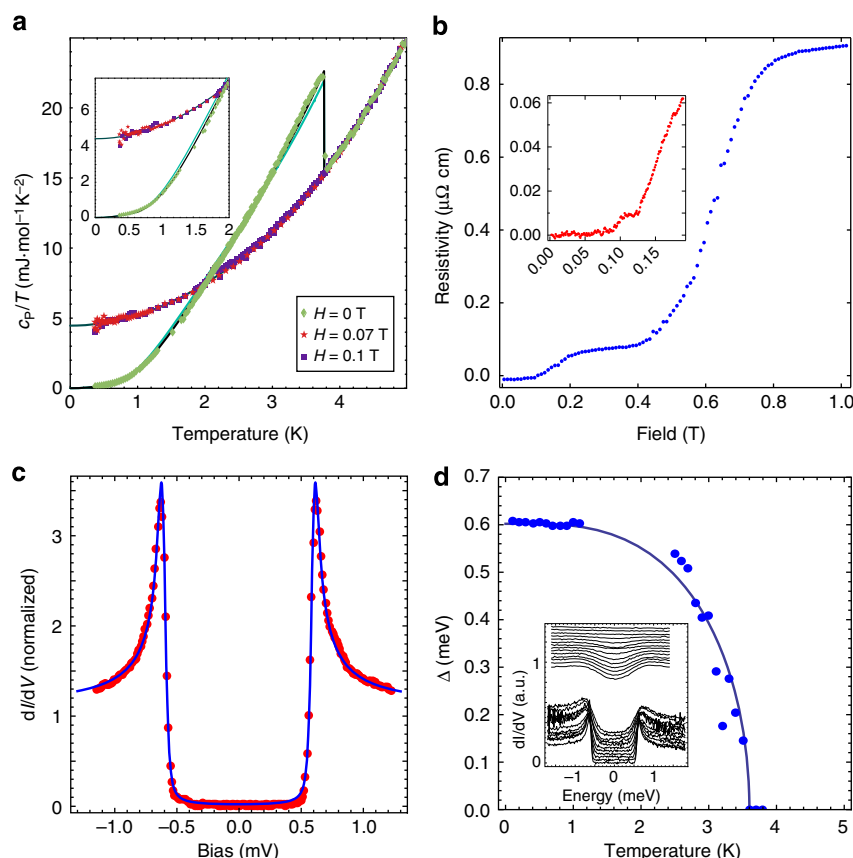 a
c_P/T (mJ·mol⁻¹ K⁻²)
20
15
10
5
0
0 1 2 3 4
Temperature (K)
6
4
2
0
0 0.5 1 1.5 2
H = 0 T
H = 0.07 T
H = 0.1 T
b
Resistivity (μΩ cm)
0.8
0.6
0.4
0.2
0.0
0.0 0.2 0.4 0.6 0.8 1.0
Field (T)
0.06
0.04
0.02
0.00
0.00 0.05 0.10 0.15
c
dI/dV (normalized)
3
2
1
0
−1.0 −0.5 0.0 0.5 1.0
Bias (mV)
d
Δ (meV)
0.7
0.6
0.5
0.4
0.3
0.2
0.1
0.0
0 1 2 3 4 5
Temperature (K)
dI/dV (a.u.)
1
0
−1 0 1
Energy (meV)